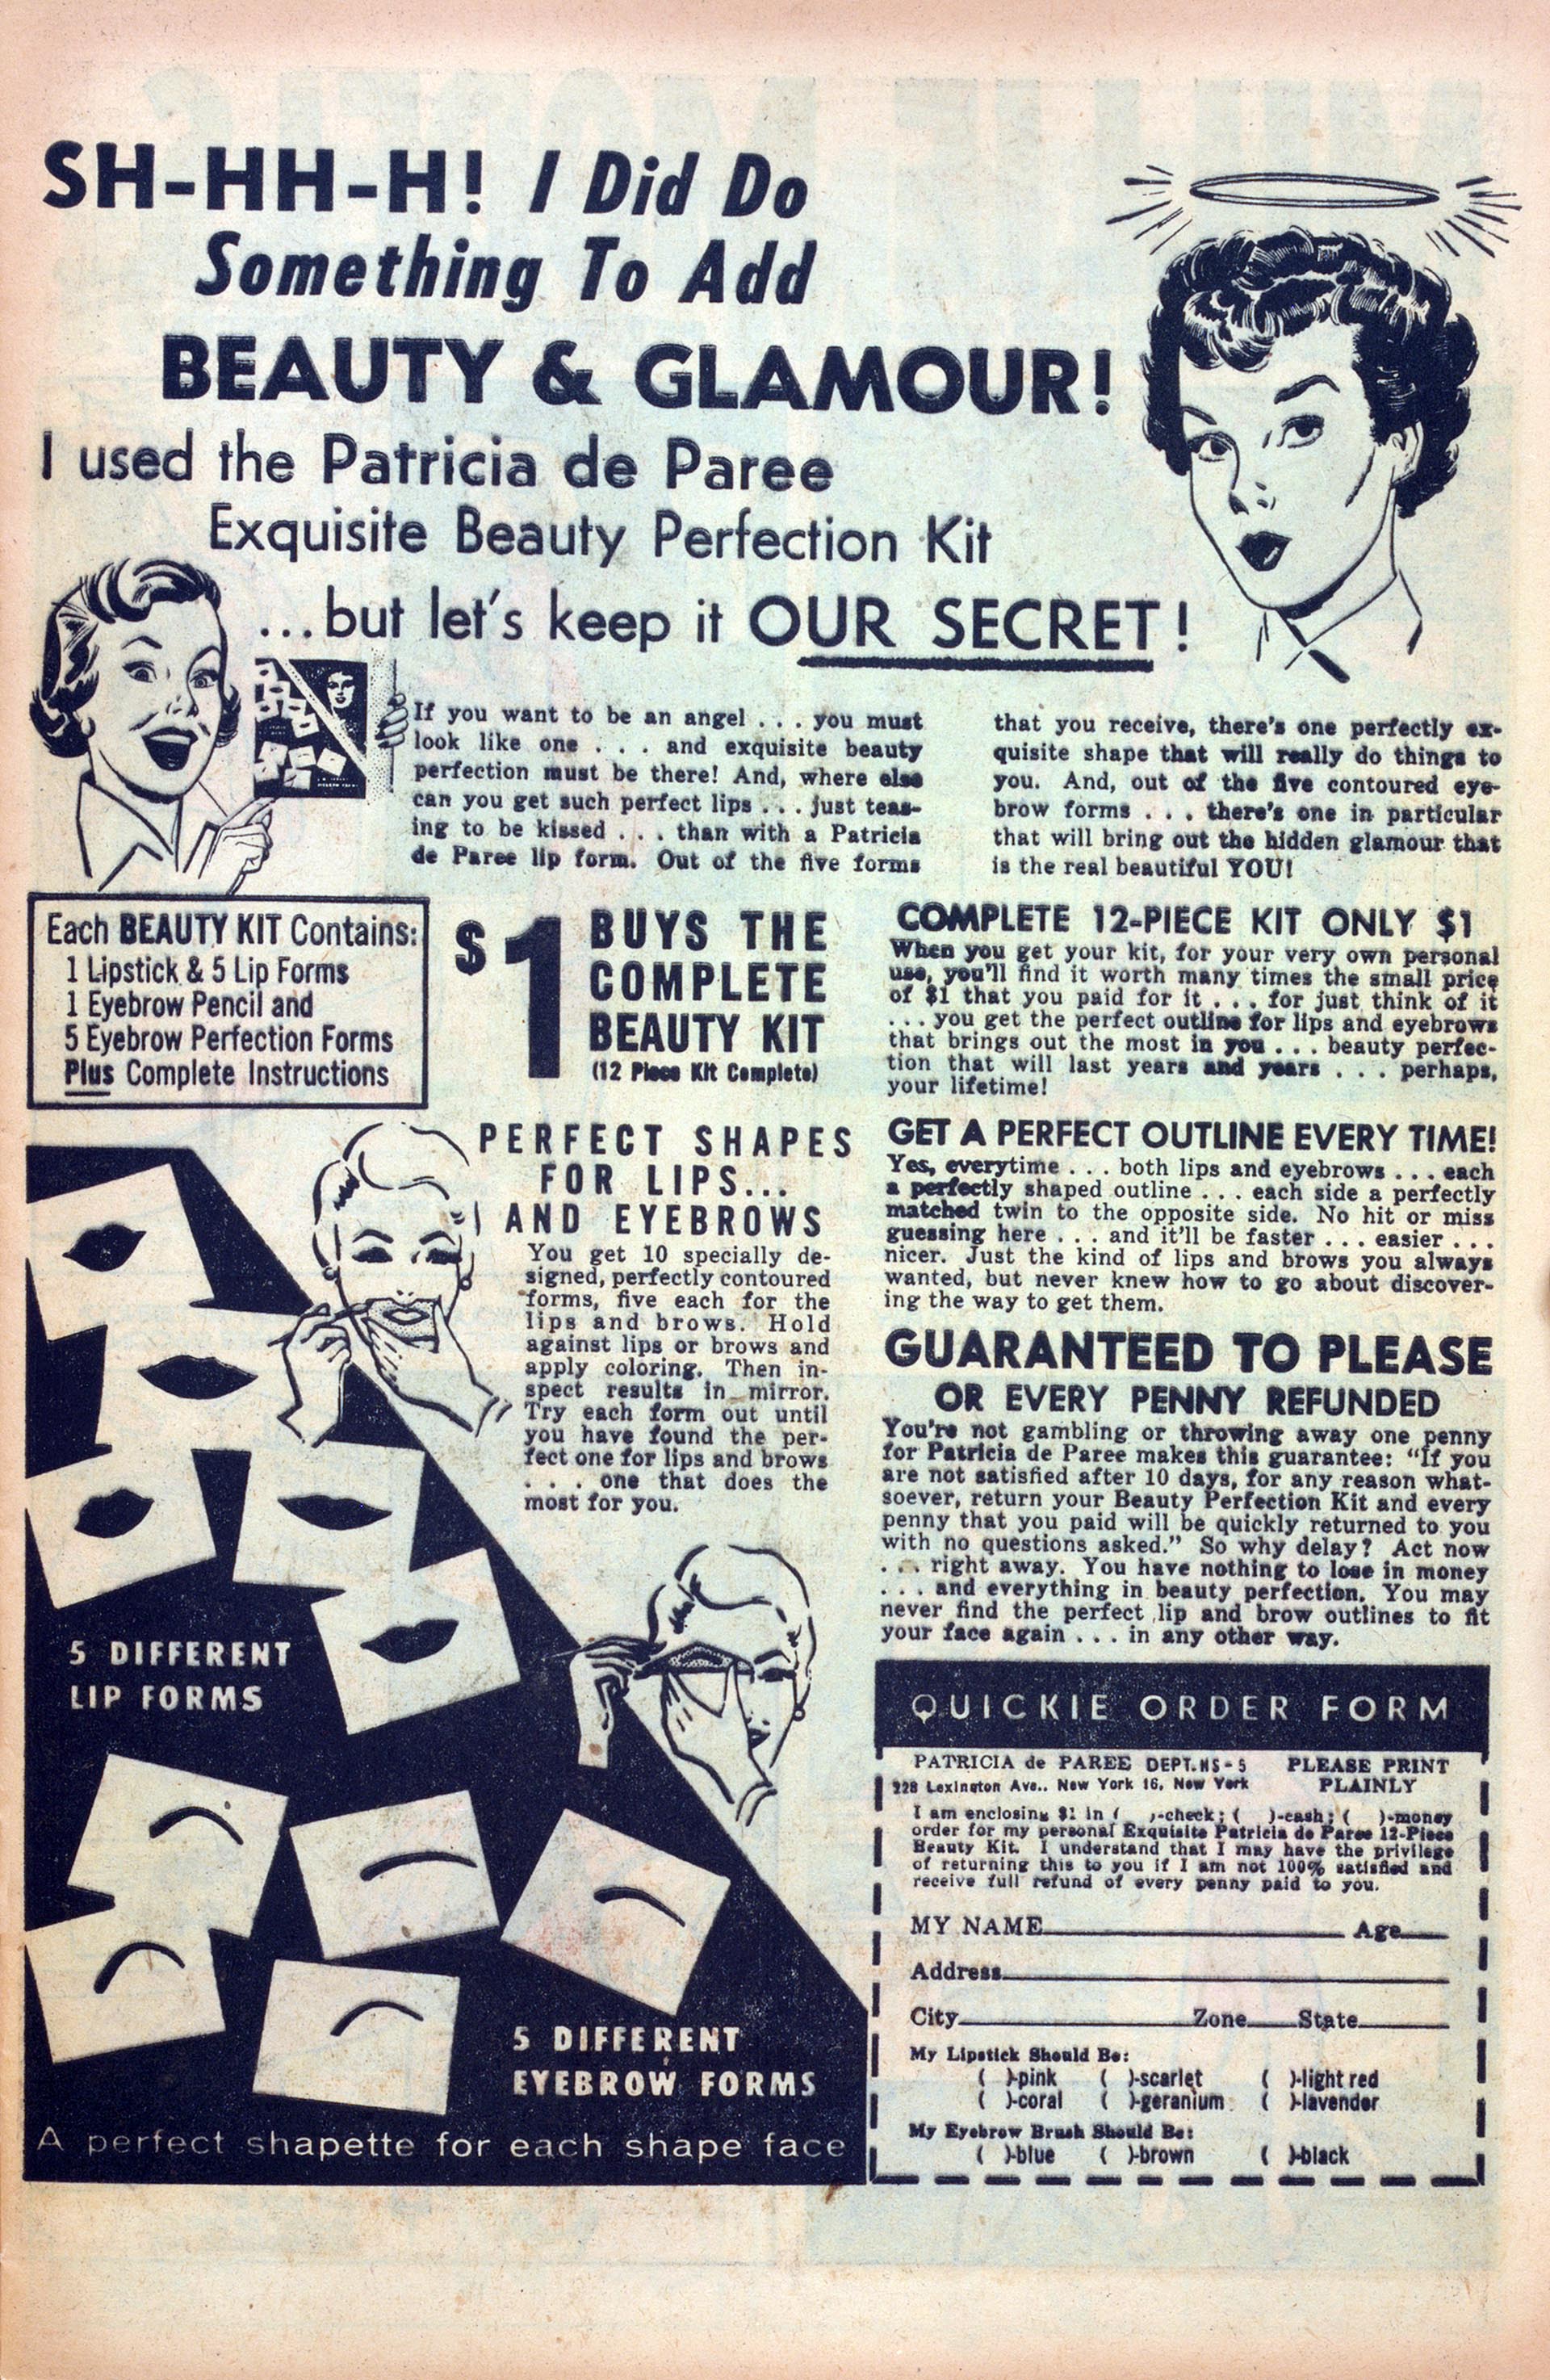 SH-HH-H! I Did Do
Something To Add
BEAUTY & GLAMOUR!
I used the Patricia de Paree
Exquisite Beauty Perfection Kit
...but let's keep it OUR SECRET!
If you want to be an angel . . . you must
look like one . . . and exquisite beauty
perfection must be there! And, where else
can you get such perfect lips . . . just teas-
ing to be kissed . . . than with a Patricia
de Paree lip form. Out of the five forms
that you receive, there's one perfectly ex-
quisite shape that will really do things to
you. And, out of the five contoured eye-
brow forms . . . there's one in particular
that will bring out the hidden glamour that
is the real beautiful YOU!
Each BEAUTY KIT Contains:
1 Lipstick & 5 Lip Forms
1 Eyebrow Pencil and
5 Eyebrow Perfection Forms
Plus Complete Instructions
$1 BUYS THE
COMPLETE
BEAUTY KIT
(12 Piece Kit Complete)
COMPLETE 12-PIECE KIT ONLY $1
When you get your kit, for your very own personal
use, you'll find it worth many times the small price
of $1 that you paid for it . . . for just think of it
. . . you get the perfect outline for lips and eyebrows
that brings out the most in you . . . beauty perfec-
tion that will last years and years . . . perhaps,
your lifetime!
PERFECT SHAPES
FOR LIPS...
AND EYEBROWS
You get 10 specially de-
signed, perfectly contoured
forms, five each for the
lips and brows. Hold
against lips or brows and
apply coloring. Then in-
spect results in mirror.
Try each form out until
you have found the per-
fect one for lips and brows
. . . one that does the
most for you.
GET A PERFECT OUTLINE EVERY TIME!
Yes, everytime . . . both lips and eyebrows . . . each
a perfectly shaped outline . . . each side a perfectly
matched twin to the opposite side. No hit or miss
guessing here . . . and it'll be faster . . . easier . . .
nicer. Just the kind of lips and brows you always
wanted, but never knew how to go about discover-
ing the way to get them.
GUARANTEED TO PLEASE
OR EVERY PENNY REFUNDED
You're not gambling or throwing away one penny
for Patricia de Paree makes this guarantee: "If you
are not satisfied after 10 days, for any reason what-
soever, return your Beauty Perfection Kit and every
penny that you paid will be quickly returned to you
with no questions asked." So why delay? Act now
. . . right away. You have nothing to lose in money
. . . and everything in beauty perfection. You may
never find the perfect lip and brow outlines to fit
your face again . . . in any other way.
5 DIFFERENT
LIP FORMS
5 DIFFERENT
EYEBROW FORMS
A perfect shapette for each shape face
QUICKIE ORDER FORM
PATRICIA de PAREE DEPT. NS-5 PLEASE PRINT
228 Lexington Ave., New York 16, New York PLAINLY
I am enclosing $1 in ( )-check; ( )-cash; ( )-money
order for my personal Exquisite Patricia de Paree 12-Piece
Beauty Kit. I understand that I may have the privilege
of returning this to you if I am not 100% satisfied and
receive full refund of every penny paid to you.
MY NAME Age
Address
City Zone State
My Lipstick Should Be:
( )-pink ( )-scarlet ( )-light red
( )-coral ( )-geranium ( )-lavender
My Eyebrow Brush Should Be:
( )-blue ( )-brown ( )-black